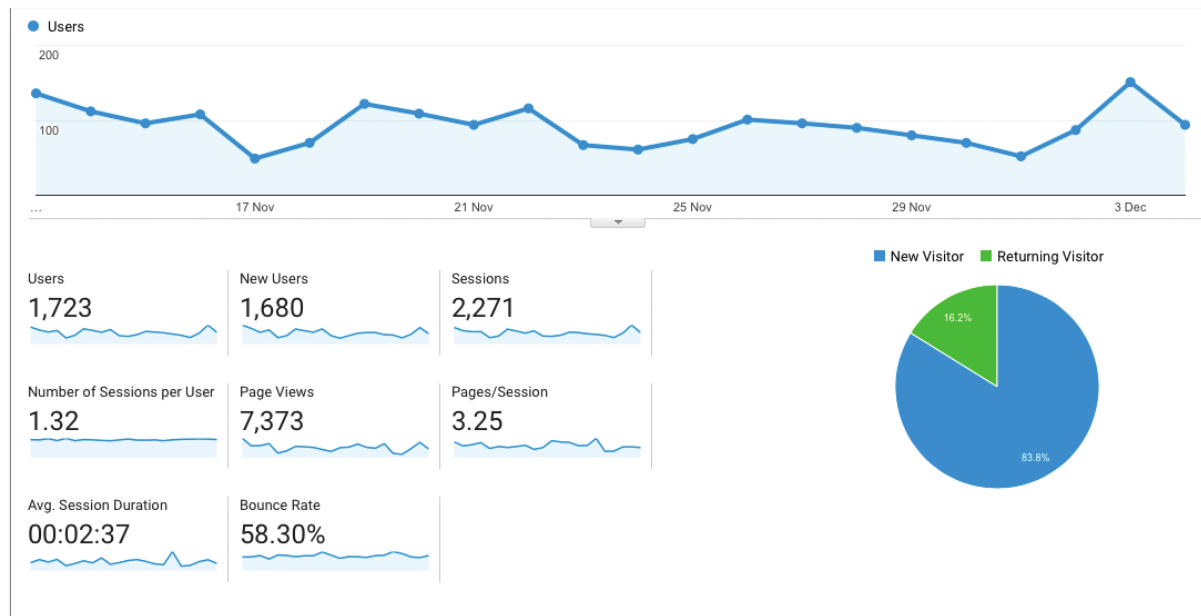 Users
200
100
...
17 Nov
21 Nov
25 Nov
29 Nov
3 Dec
New Visitor
Returning Visitor
Users
1,723
New Users
1,680
Sessions
2,271
Number of Sessions per User
1.32
Page Views
7,373
Pages/Session
3.25
Avg. Session Duration
00:02:37
Bounce Rate
58.30%
16.2%
83.8%